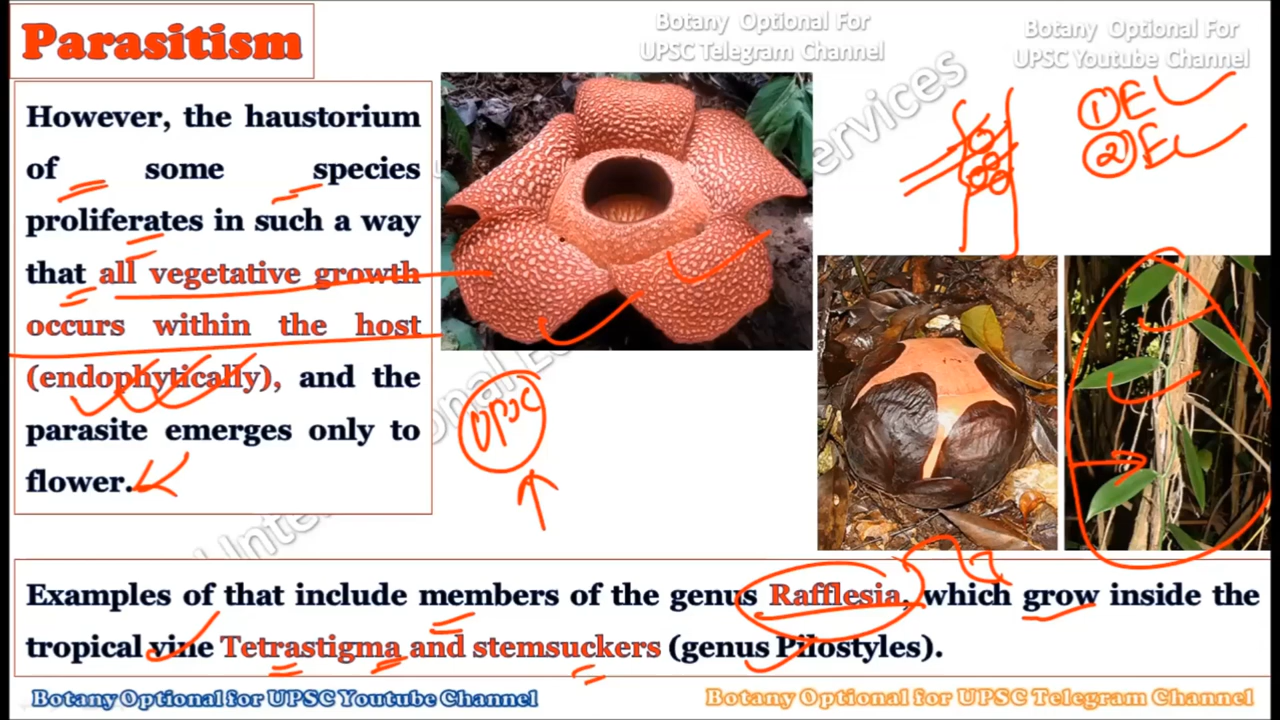 Parasitism
Botany Optional For
UPSC Telegram Channel
Botany Optional For
UPSC Youtube Channel
However, the haustorium
of some species
proliferates in such a way
that all vegetative growth
occurs within the host
(endophytically), and the
parasite emerges only to
flower.
ervices
① E
②
UPSC
Examples of that include members of the genus Rafflesia, which grow inside the
tropical vine Tetrastigma and stemsuckers (genus Pilostyles).
Botany Optional for UPSC Youtube Channel
Botany Optional for UPSC Telegram Channel